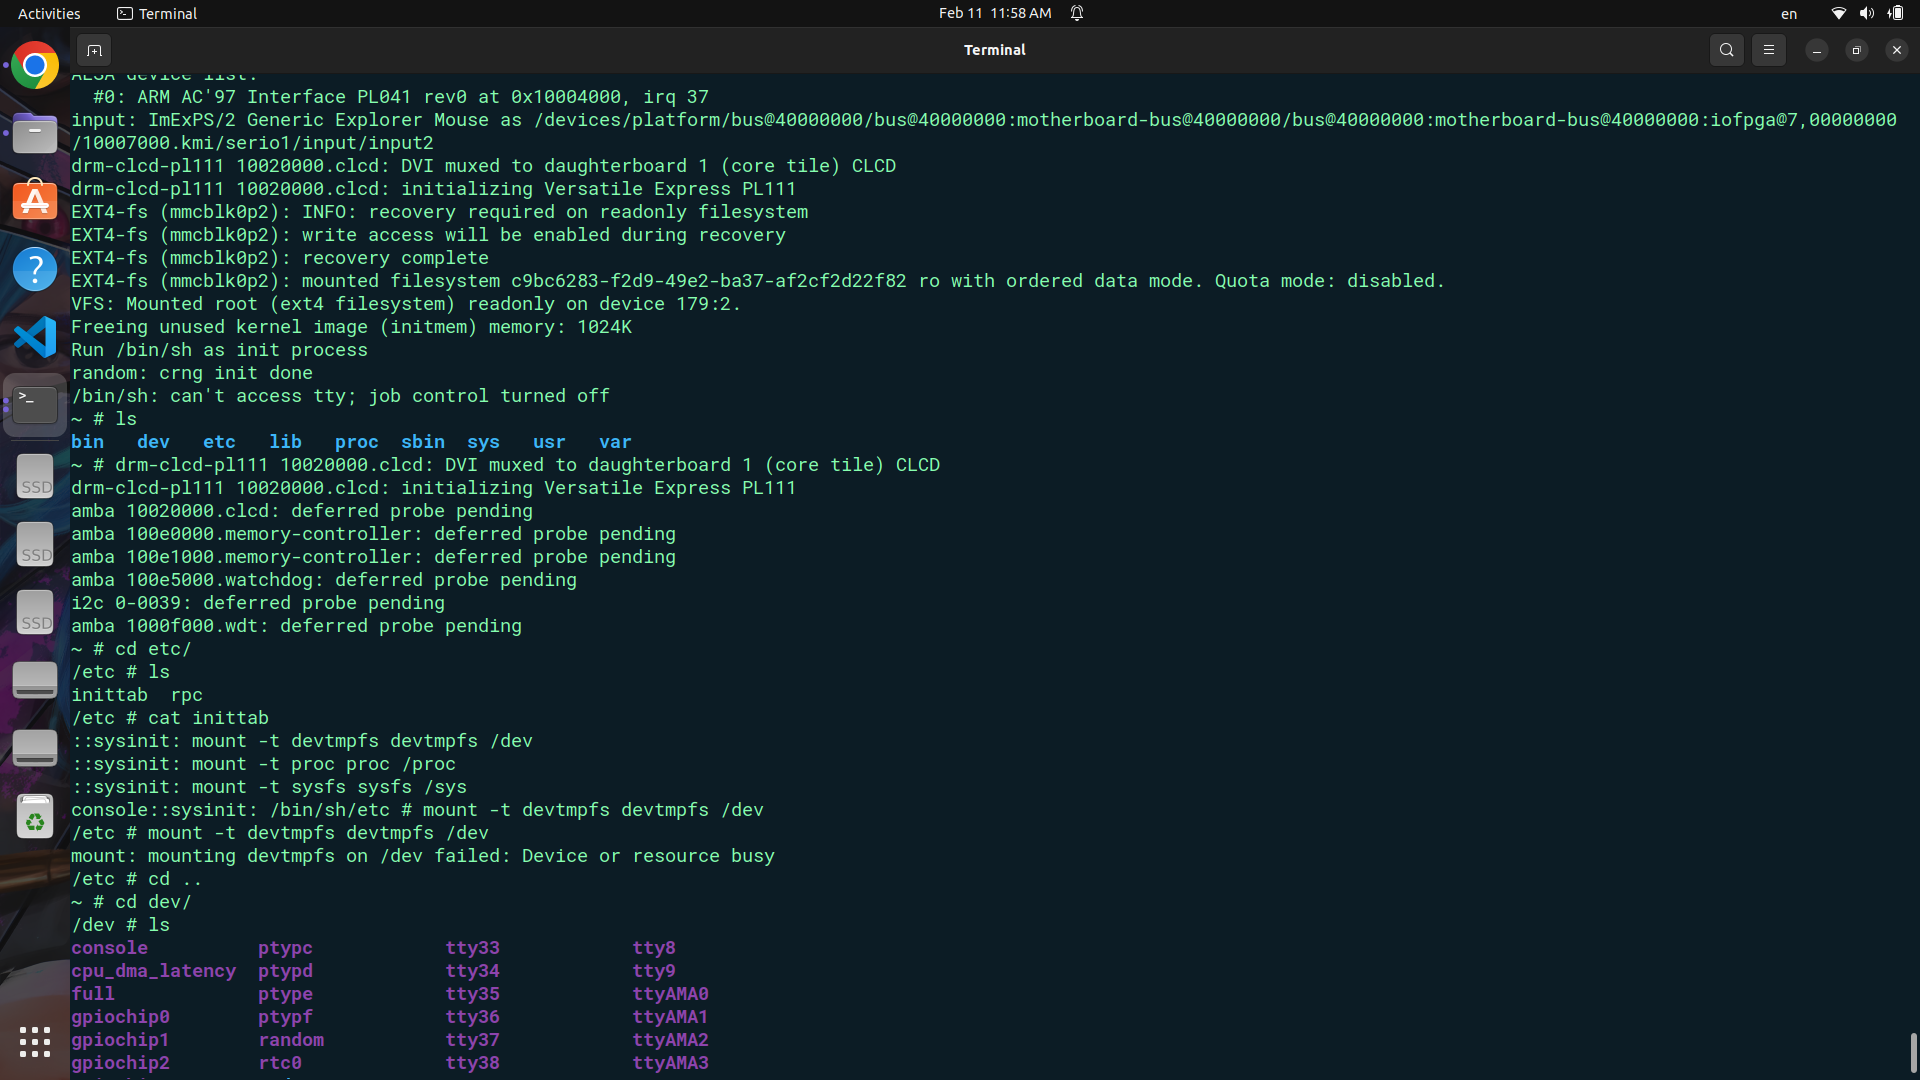 Activities Terminal Feb 11 11:58 AM en
Terminal
ALSA device list:
  #0: ARM AC'97 Interface PL041 rev0 at 0x10004000, irq 37
input: ImExPS/2 Generic Explorer Mouse as /devices/platform/bus@40000000/bus@40000000:motherboard-bus@40000000/bus@40000000:motherboard-bus@40000000:iofpga@7,00000000
/10007000.kmi/serio1/input/input2
drm-clcd-pl111 10020000.clcd: DVI muxed to daughterboard 1 (core tile) CLCD
drm-clcd-pl111 10020000.clcd: initializing Versatile Express PL111
EXT4-fs (mmcblk0p2): INFO: recovery required on readonly filesystem
EXT4-fs (mmcblk0p2): write access will be enabled during recovery
EXT4-fs (mmcblk0p2): recovery complete
EXT4-fs (mmcblk0p2): mounted filesystem c9bc6283-f2d9-49e2-ba37-af2cf2d22f82 ro with ordered data mode. Quota mode: disabled.
VFS: Mounted root (ext4 filesystem) readonly on device 179:2.
Freeing unused kernel image (initmem) memory: 1024K
Run /bin/sh as init process
random: crng init done
/bin/sh: can't access tty; job control turned off
~ # ls
bin   dev   etc   lib   proc  sbin  sys   usr   var
~ # drm-clcd-pl111 10020000.clcd: DVI muxed to daughterboard 1 (core tile) CLCD
drm-clcd-pl111 10020000.clcd: initializing Versatile Express PL111
amba 10020000.clcd: deferred probe pending
amba 100e0000.memory-controller: deferred probe pending
amba 100e1000.memory-controller: deferred probe pending
amba 100e5000.watchdog: deferred probe pending
i2c 0-0039: deferred probe pending
amba 1000f000.wdt: deferred probe pending
~ # cd etc/
/etc # ls
inittab  rpc
/etc # cat inittab
::sysinit: mount -t devtmpfs devtmpfs /dev
::sysinit: mount -t proc proc /proc
::sysinit: mount -t sysfs sysfs /sys
console::sysinit: /bin/sh/etc # mount -t devtmpfs devtmpfs /dev
/etc # mount -t devtmpfs devtmpfs /dev
mount: mounting devtmpfs on /dev failed: Device or resource busy
/etc # cd ..
~ # cd dev/
/dev # ls
console          ptypc            tty33            tty8
cpu_dma_latency  ptypd            tty34            tty9
full             ptype            tty35            ttyAMA0
gpiochip0        ptypf            tty36            ttyAMA1
gpiochip1        random           tty37            ttyAMA2
gpiochip2        rtc0             tty38            ttyAMA3
SSD
SSD
SSD